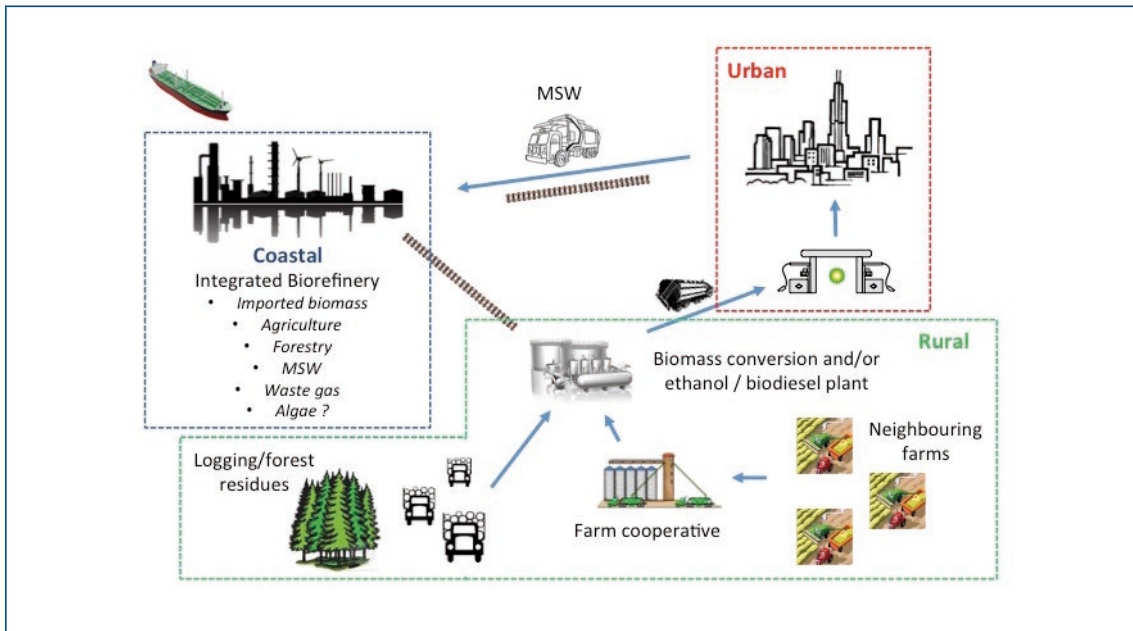 Urban
MSW
Coastal
Integrated Biorefinery
• Imported biomass
• Agriculture
• Forestry
• MSW
• Waste gas
• Algae ?
Rural
Biomass conversion and/or
ethanol / biodiesel plant
Logging/forest
residues
Farm cooperative
Neighbouring
farms